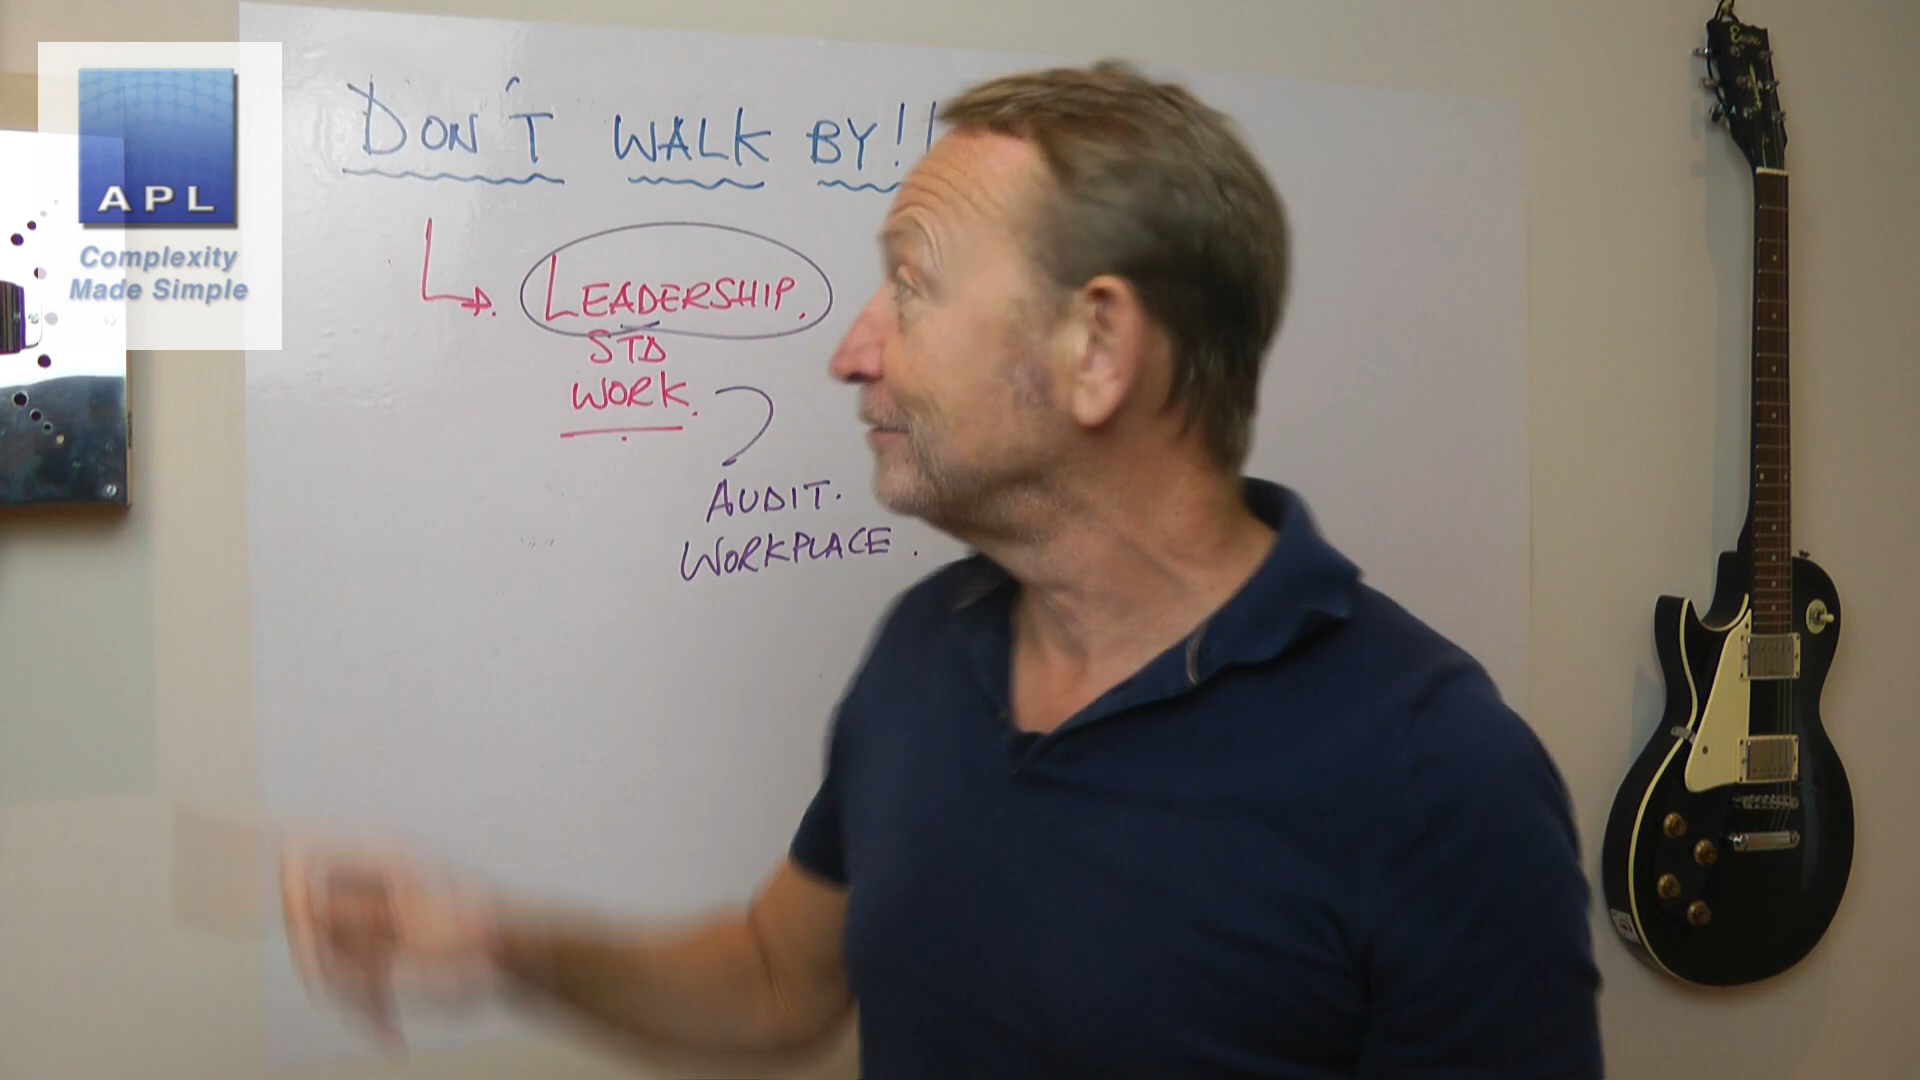 DON'T WALK BY!!
LEADERSHIP.
STD
WORK.
AUDIT.
WORKPLACE.
APL
Complexity
Made Simple